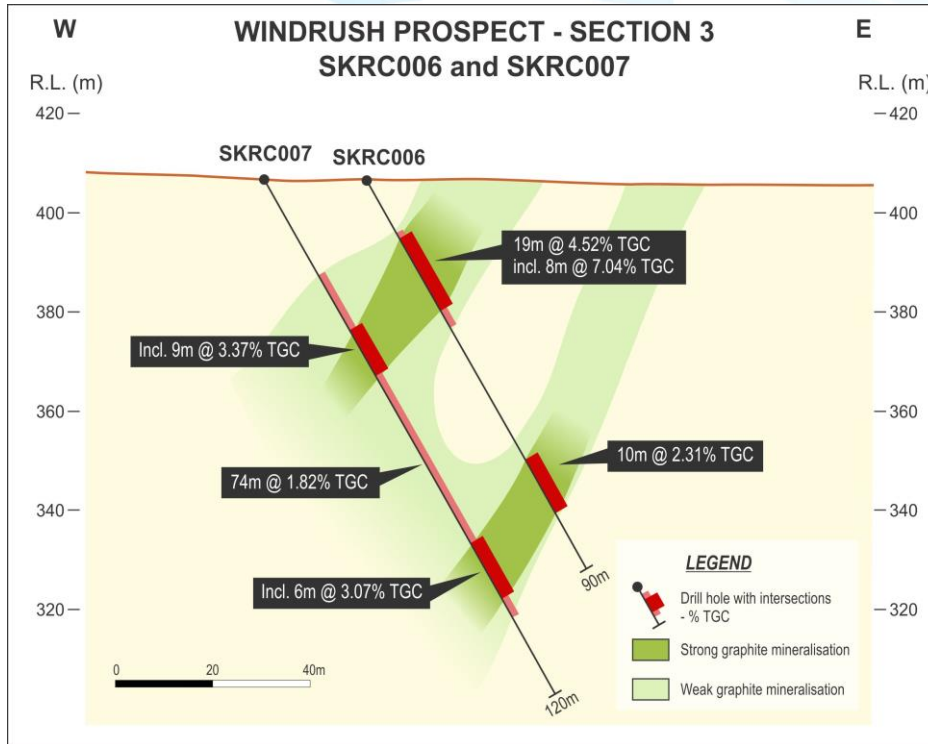 W
WINDRUSH PROSPECT - SECTION 3
E
SKRC006 and SKRC007
R.L. (m)
R.L. (m)
420
420
SKRC007
SKRC006
400
400
19m @ 4.52% TGC
incl. 8m @ 7.04% TGC
380
380
Incl. 9m @ 3.37% TGC
360
360
10m @ 2.31% TGC
74m @ 1.82% TGC
340
340
90m
LEGEND
Drill hole with intersections
- % TGC
Incl. 6m @ 3.07% TGC
320
320
Strong graphite mineralisation
0
20
40m
Weak graphite mineralisation
120m